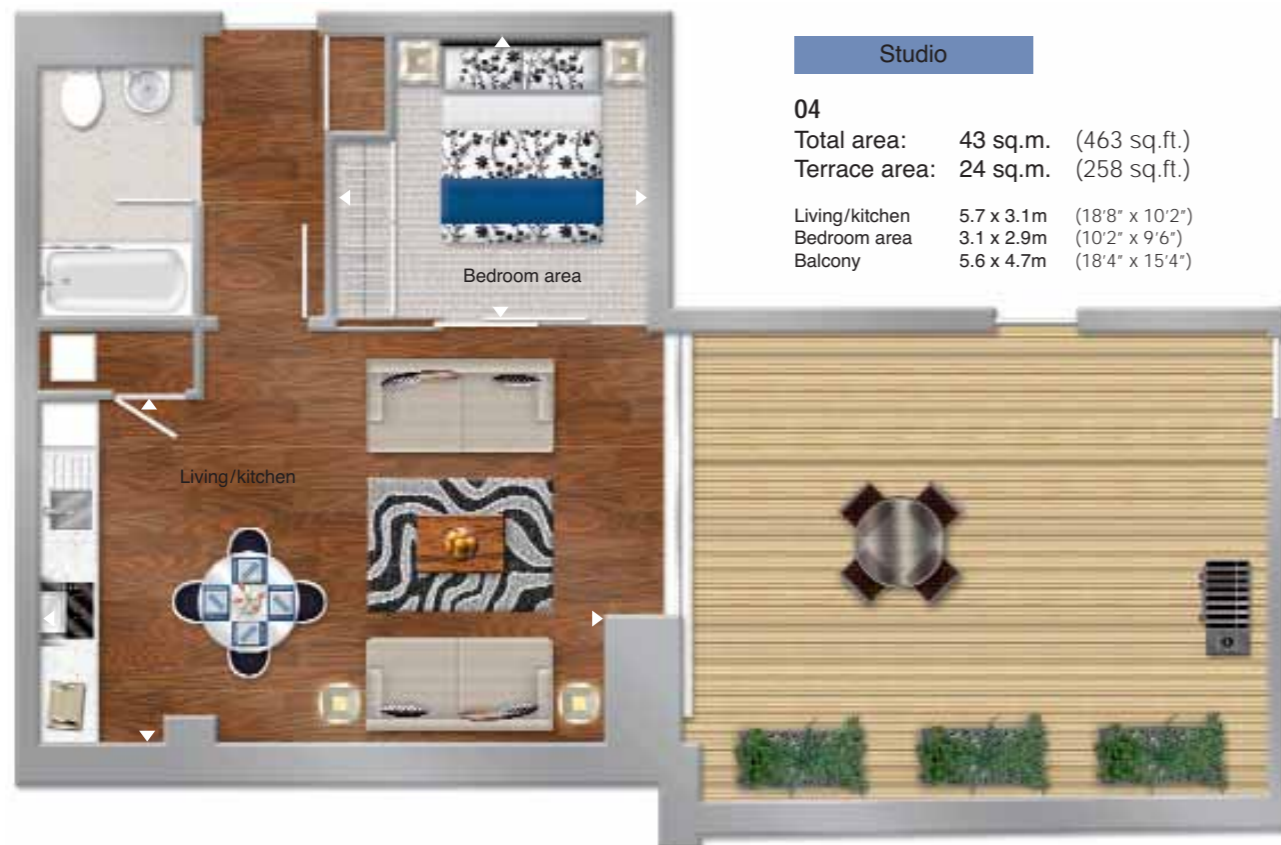 Studio
04
Total area: 43 sq.m. (463 sq.ft.)
Terrace area: 24 sq.m. (258 sq.ft.)
Living/kitchen 5.7 x 3.1m (18'8" x 10'2")
Bedroom area 3.1 x 2.9m (10'2" x 9'6")
Balcony 5.6 x 4.7m (18'4" x 15'4")
Bedroom area
Living/kitchen